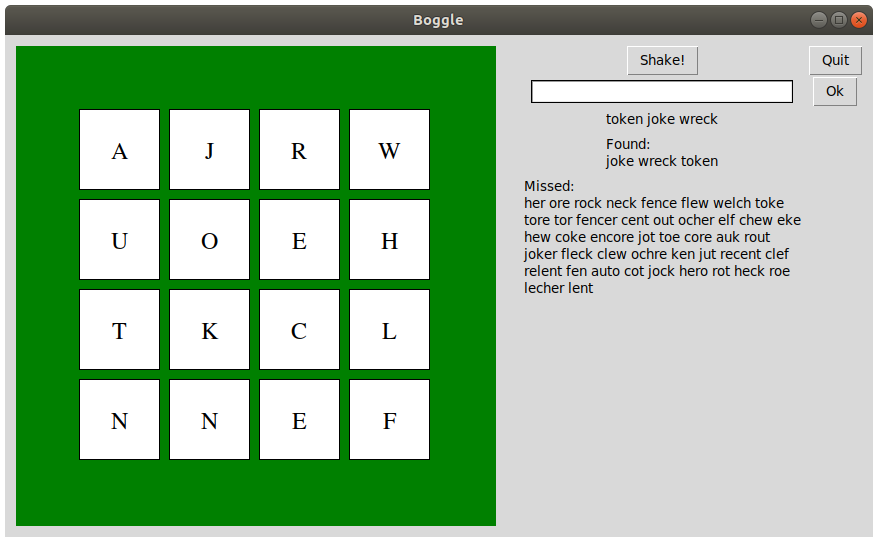 Boggle
A J R W
U O E H
T K C L
N N E F
Shake! Quit
Ok
token joke wreck
Found:
joke wreck token
Missed:
her ore rock neck fence flew welch toke
tore tor fencer cent out ocher elf chew eke
hew coke encore jot toe core auk rout
joker fleck clew ochre ken jut recent clef
relent fen auto cot jock hero rot heck roe
lecher lent